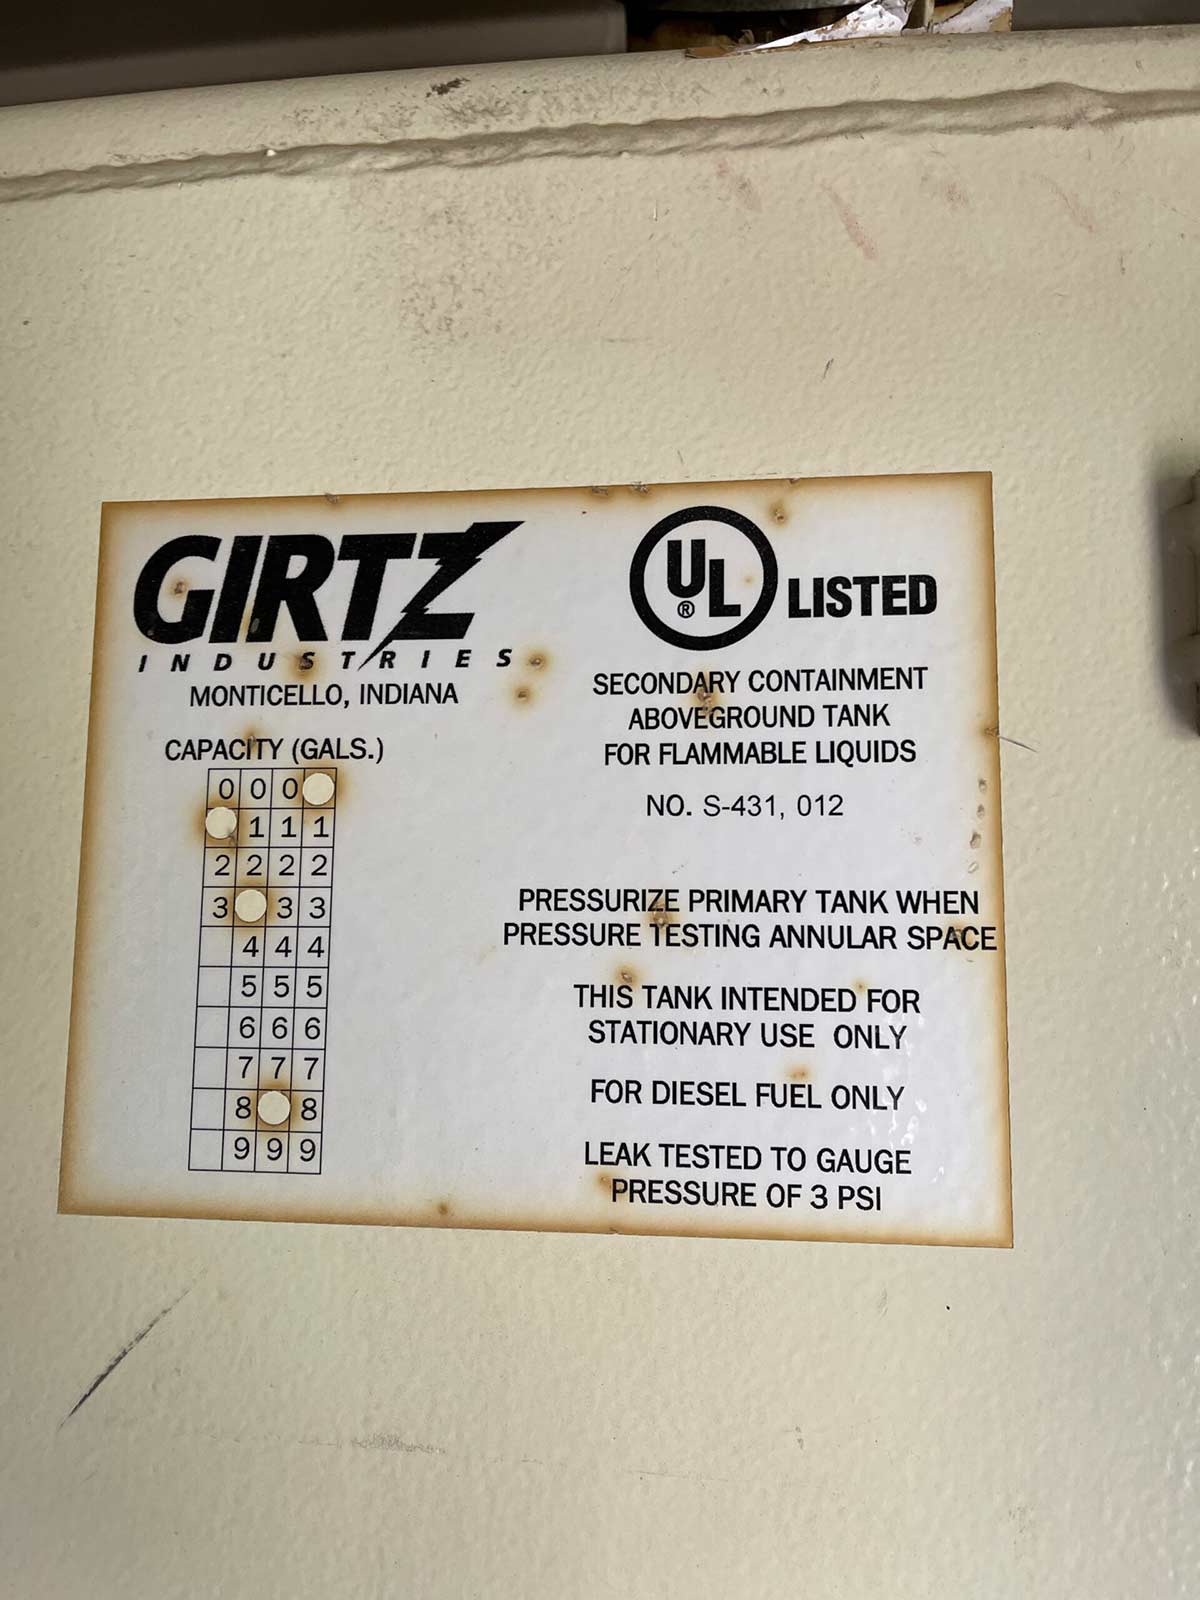 GIRTZ
INDUSTRIES
MONTICELLO, INDIANA
CAPACITY (GALS.)
0 0 0
1 1 1
2 2 2 2
3 3 3
4 4 4
5 5 5
6 6 6
7 7 7
8 8
9 9 9
UL ® LISTED
SECONDARY CONTAINMENT
ABOVEGROUND TANK
FOR FLAMMABLE LIQUIDS
NO. S-431, 012
PRESSURIZE PRIMARY TANK WHEN
PRESSURE TESTING ANNULAR SPACE
THIS TANK INTENDED FOR
STATIONARY USE ONLY
FOR DIESEL FUEL ONLY
LEAK TESTED TO GAUGE
PRESSURE OF 3 PSI